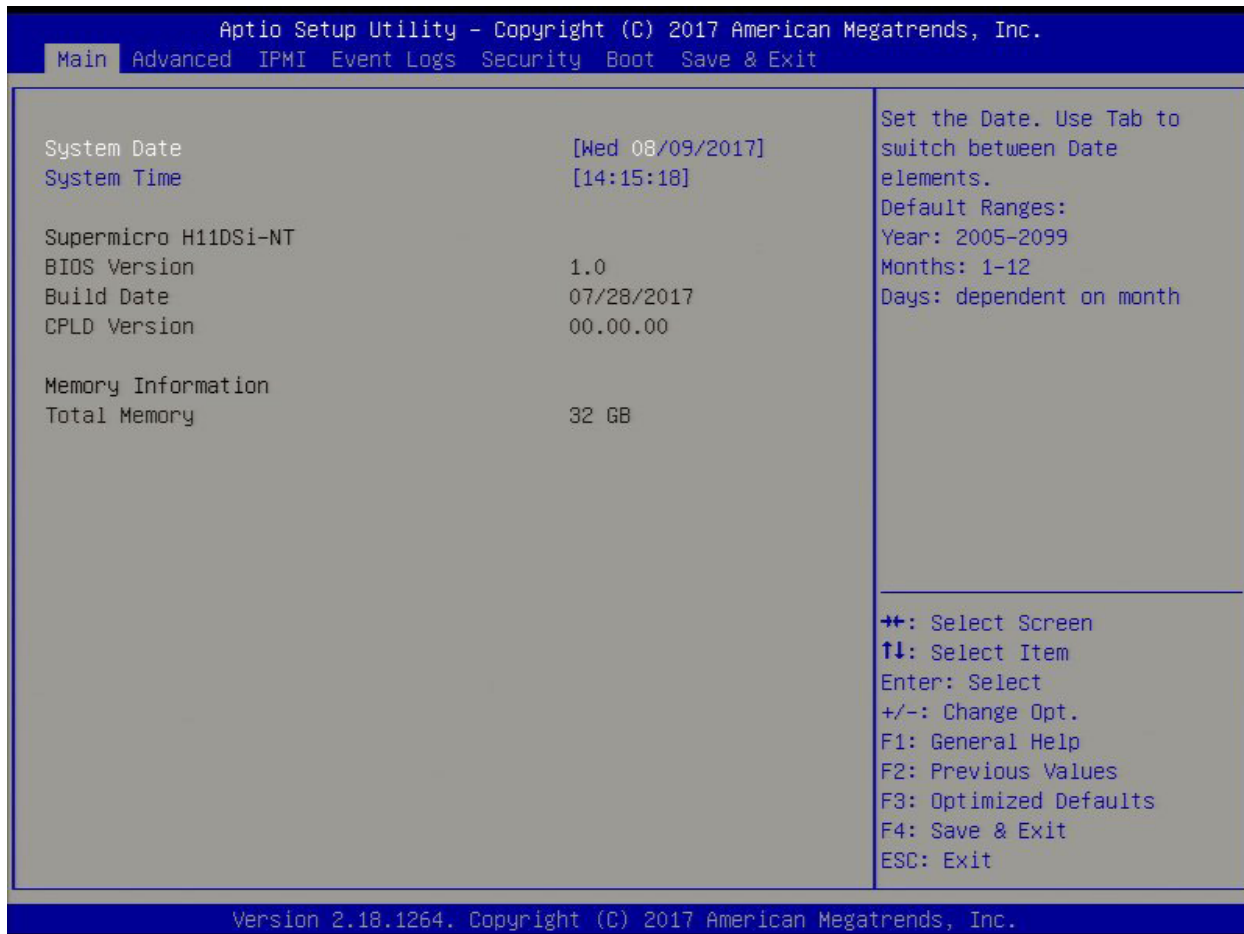 Aptio Setup Utility – Copyright (C) 2017 American Megatrends, Inc.
Main Advanced IPMI Event Logs Security Boot Save & Exit
System Date [Wed 08/09/2017]
System Time [14:15:18]
Supermicro H11DSi-NT
BIOS Version 1.0
Build Date 07/28/2017
CPLD Version 00.00.00
Memory Information
Total Memory 32 GB
Set the Date. Use Tab to
switch between Date
elements.
Default Ranges:
Year: 2005-2099
Months: 1-12
Days: dependent on month
→←: Select Screen
↑↓: Select Item
Enter: Select
+/-: Change Opt.
F1: General Help
F2: Previous Values
F3: Optimized Defaults
F4: Save & Exit
ESC: Exit
Version 2.18.1264. Copyright (C) 2017 American Megatrends, Inc.